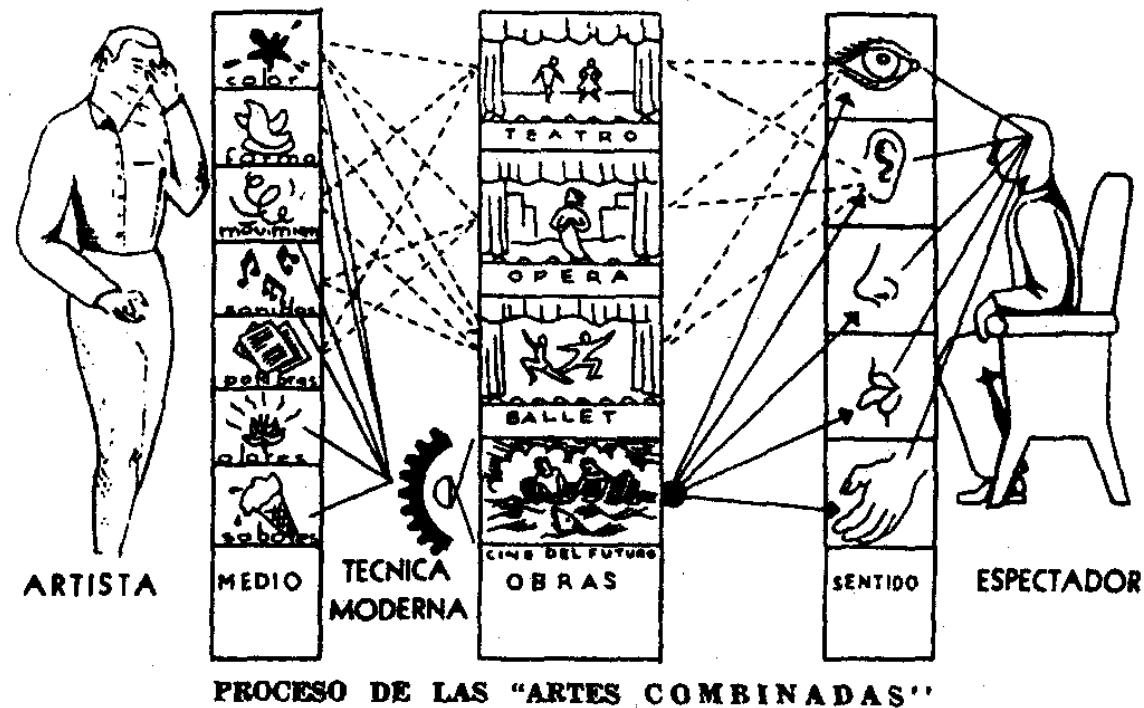 color
forma
movimien
sonidos
palabras
olores
sabores
TEATRO
OPERA
BALLET
CINE DEL FUTURO
ARTISTA
MEDIO
TECNICA
MODERNA
OBRAS
SENTIDO
ESPECTADOR
PROCESO DE LAS "ARTES COMBINADAS"